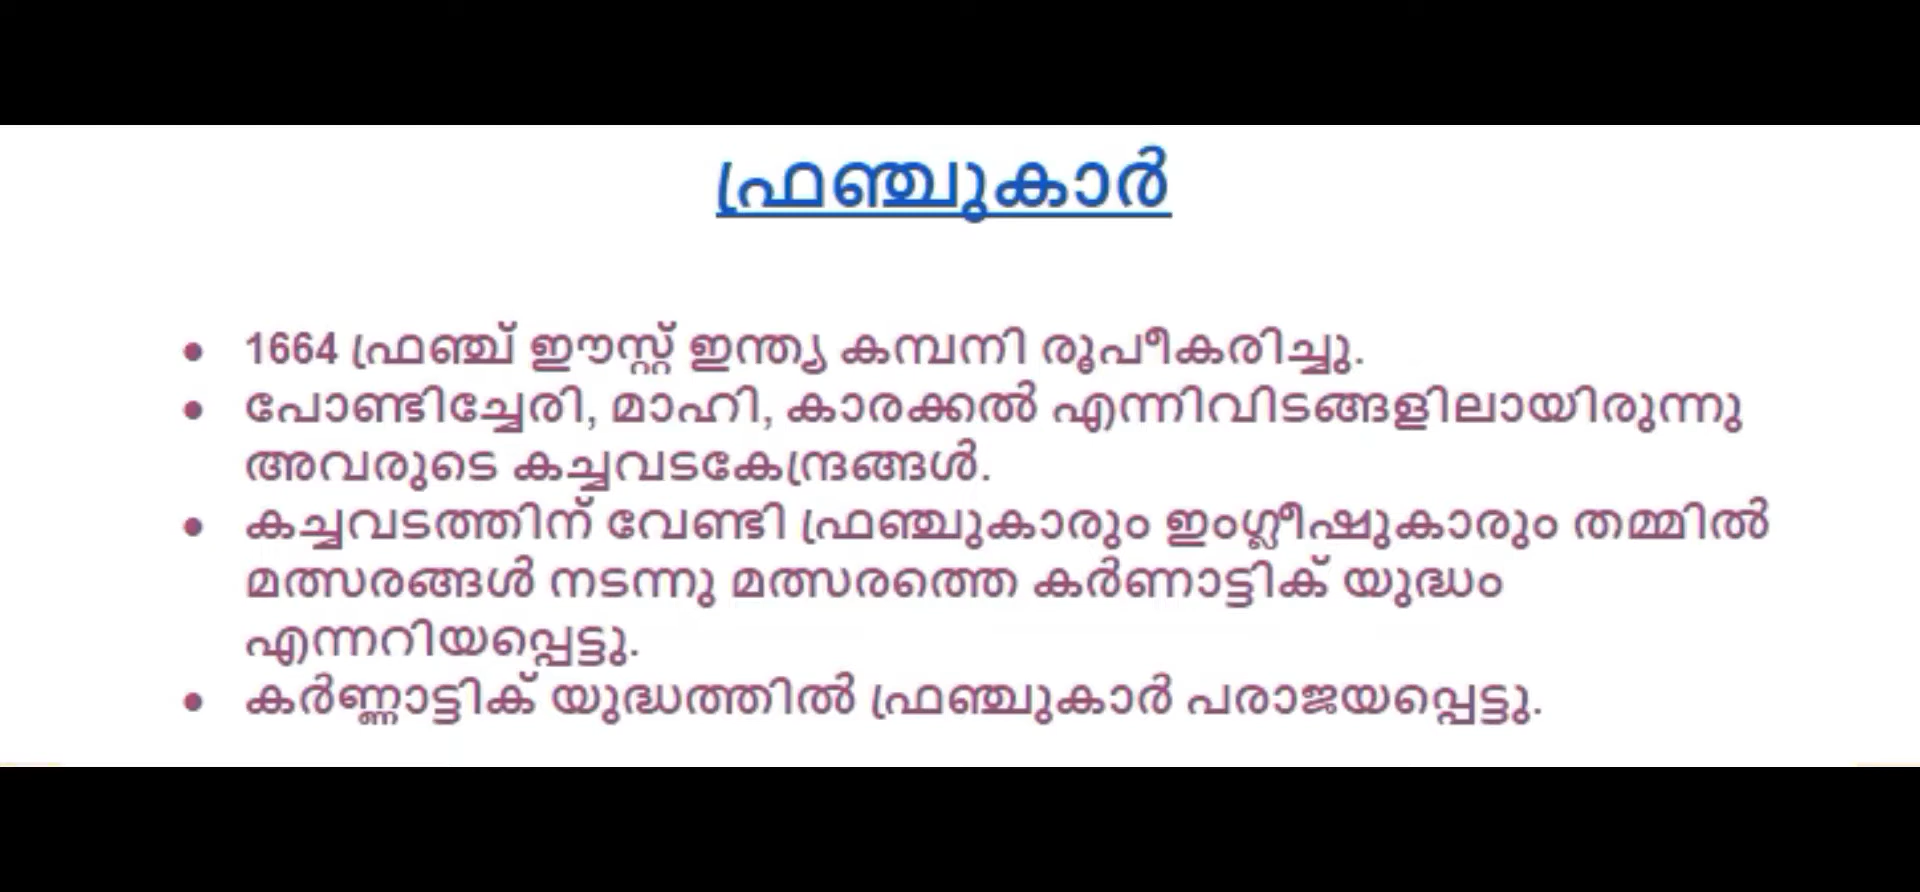 ഫ്രഞ്ചുകാർ
• 1664 ഫ്രഞ്ച് ഈസ്റ്റ് ഇന്ത്യ കമ്പനി രൂപീകരിച്ചു.
• പോണ്ടിച്ചേരി, മാഹി, കാരക്കൽ എന്നിവിടങ്ങളിലായിരുന്നു
അവരുടെ കച്ചവടകേന്ദ്രങ്ങൾ.
• കച്ചവടത്തിന് വേണ്ടി ഫ്രഞ്ചുകാരും ഇംഗ്ലീഷുകാരും തമ്മിൽ
മത്സരങ്ങൾ നടന്നു മത്സരത്തെ കർണാട്ടിക് യുദ്ധം
എന്നറിയപ്പെട്ടു.
• കർണ്ണാട്ടിക് യുദ്ധത്തിൽ ഫ്രഞ്ചുകാർ പരാജയപ്പെട്ടു.